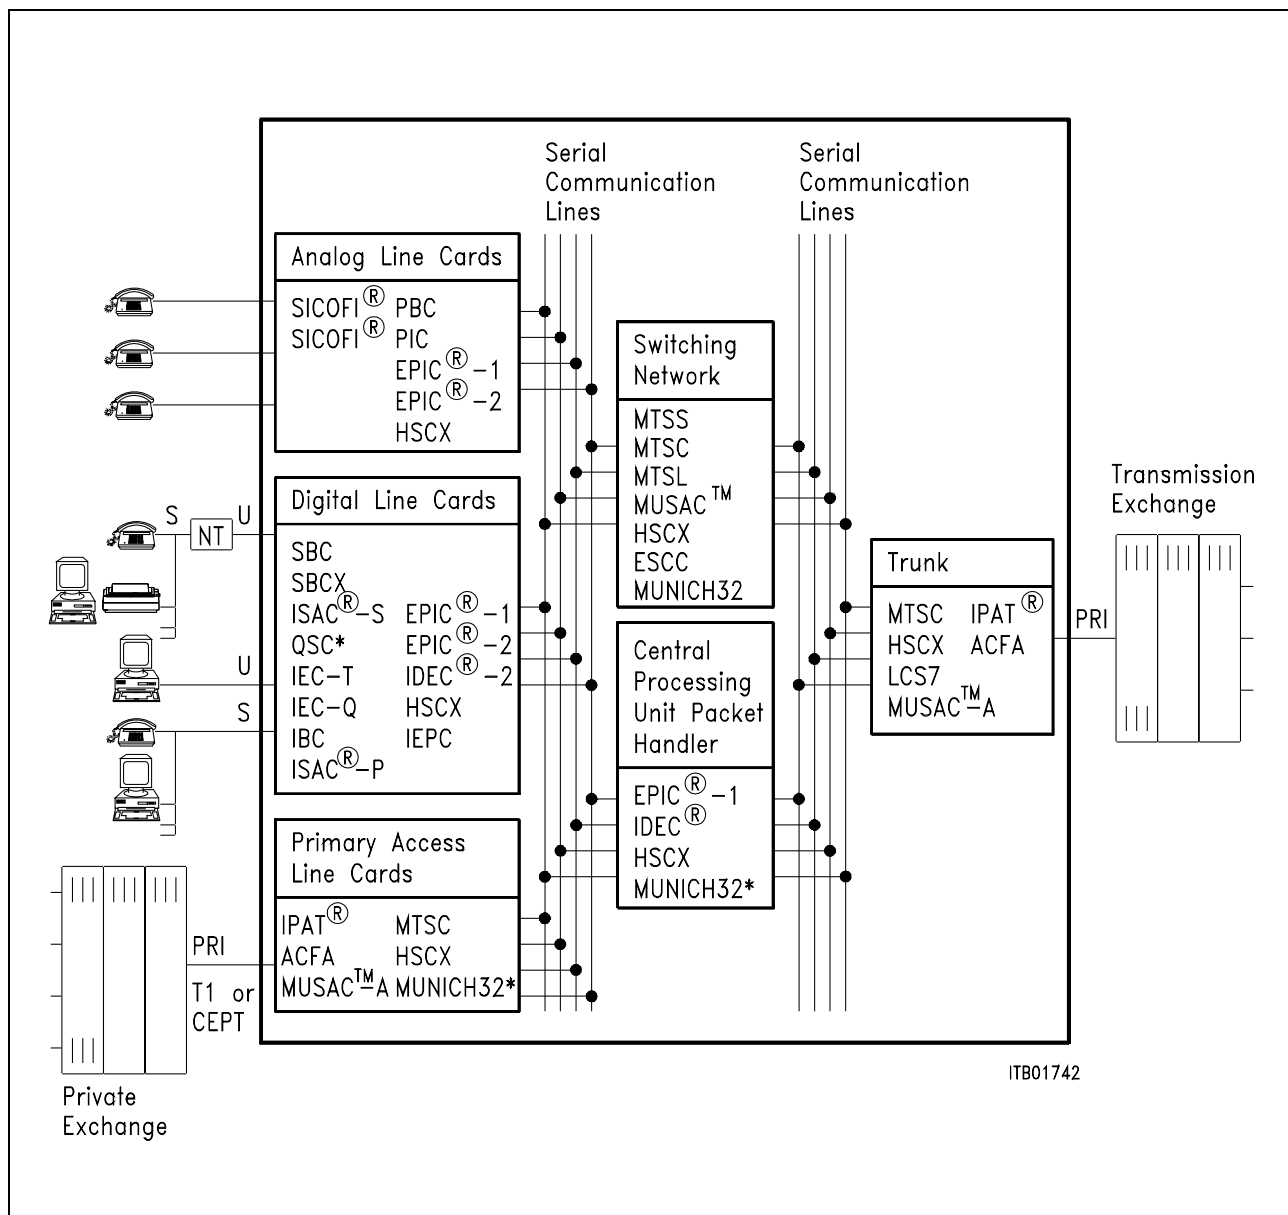 Serial
Communication
Lines
Serial
Communication
Lines
Analog Line Cards
SICOFI® PBC
SICOFI® PIC
EPIC®-1
EPIC®-2
HSCX
Switching
Network
MTSS
MTSC
MTSL
MUSAC™
HSCX
ESCC
MUNICH32
Digital Line Cards
SBC
SBCX
ISAC®-S EPIC®-1
QSC* EPIC®-2
IEC-T IDEC®-2
IEC-Q HSCX
IBC IEPC
ISAC®-P
S
NT
U
U
S
Central
Processing
Unit Packet
Handler
EPIC®-1
IDEC®
HSCX
MUNICH32*
Trunk
MTSC IPAT®
HSCX ACFA
LCS7
MUSAC™-A
PRI
Transmission
Exchange
Primary Access
Line Cards
IPAT® MTSC
ACFA HSCX
MUSAC™-A MUNICH32*
PRI
T1 or
CEPT
Private
Exchange
ITB01742